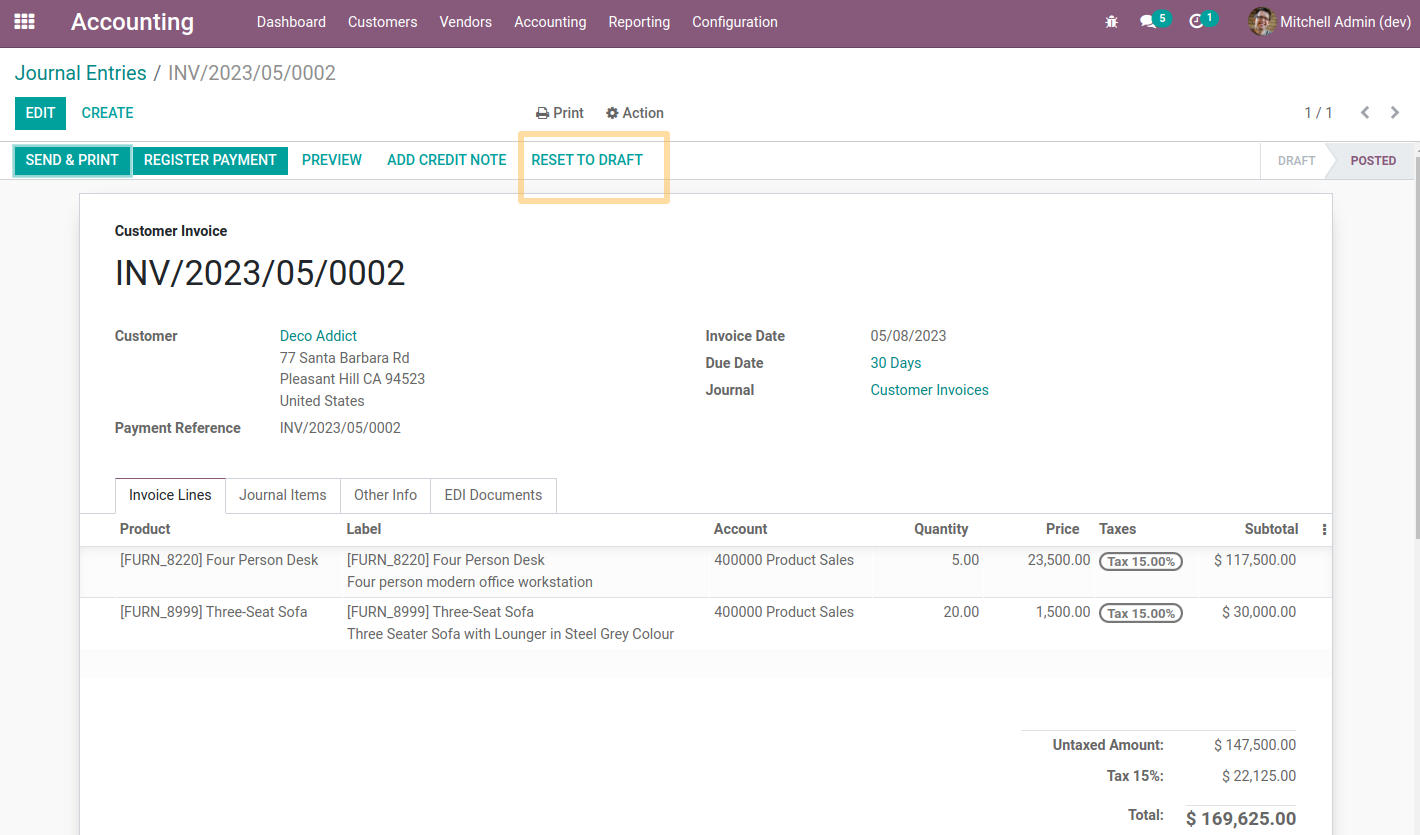 Accounting Dashboard Customers Vendors Accounting Reporting Configuration 5 1 Mitchell Admin (dev)
Journal Entries / INV/2023/05/0002
EDIT CREATE Print Action 1 / 1
SEND & PRINT REGISTER PAYMENT PREVIEW ADD CREDIT NOTE RESET TO DRAFT DRAFT POSTED
Customer Invoice
INV/2023/05/0002
Customer Deco Addict Invoice Date 05/08/2023
77 Santa Barbara Rd Due Date 30 Days
Pleasant Hill CA 94523 Journal Customer Invoices
United States
Payment Reference INV/2023/05/0002
Invoice Lines Journal Items Other Info EDI Documents
Product Label Account Quantity Price Taxes Subtotal
[FURN_8220] Four Person Desk [FURN_8220] Four Person Desk 400000 Product Sales 5.00 23,500.00 Tax 15.00% $ 117,500.00
Four person modern office workstation
[FURN_8999] Three-Seat Sofa [FURN_8999] Three-Seat Sofa 400000 Product Sales 20.00 1,500.00 Tax 15.00% $ 30,000.00
Three Seater Sofa with Lounger in Steel Grey Colour
Untaxed Amount: $ 147,500.00
Tax 15%: $ 22,125.00
Total: $ 169,625.00